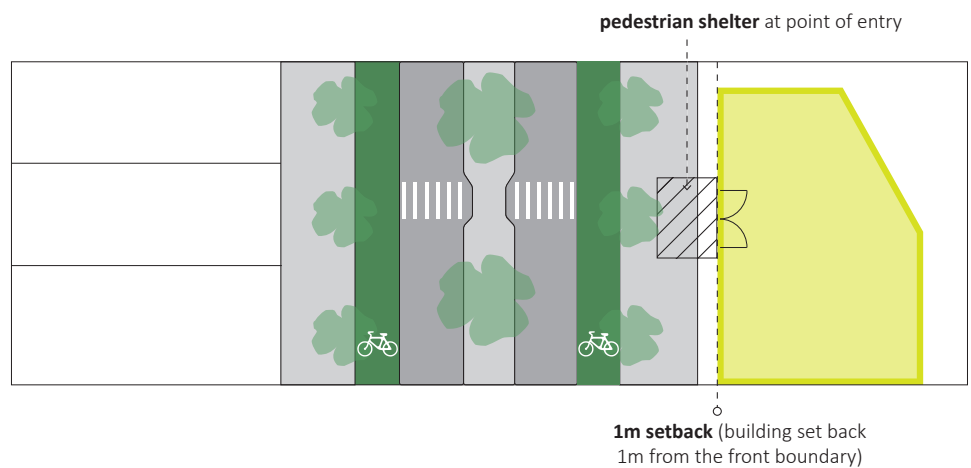 pedestrian shelter at point of entry
1m setback (building set back
1m from the front boundary)